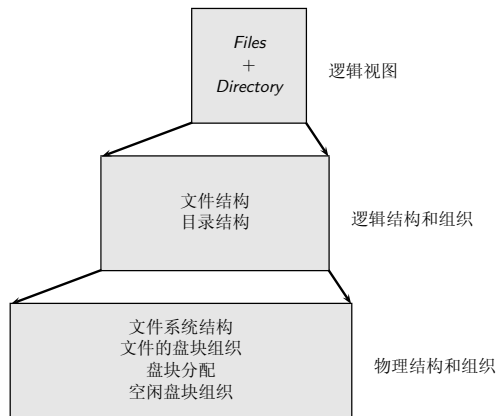 Files
+
Directory
逻辑视图
文件结构
目录结构
逻辑结构和组织
文件系统结构
文件的盘块组织
盘块分配
空闲盘块组织
物理结构和组织